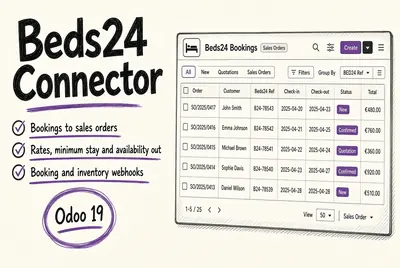 Beds24
Connector
Bookings to sales orders
Rates, minimum stay and availability out
Booking and inventory webhooks
Odoo 19
Beds24 Bookings Sales Orders Create
All New Quotations Sales Orders Filters Group By BED24 Ref
Order Customer Beds24 Ref Check-in Check-out Status Total
SO/2025/0417 John Smith B24-78542 2025-04-20 2025-04-23 New €480.00
SO/2025/0416 Emma Johnson B24-78542 2025-04-21 2025-04-25 Confirmed €760.00
SO/2025/0415 Michael Brown B24-78541 2025-04-22 2025-04-24 Quotation €360.00
SO/2025/0414 Sophie Davis B24-78540 2025-04-23 2025-04-27 Confirmed €920.00
SO/2025/0413 Daniel Wilson B24-78539 2025-04-28 2025-04-28 New €510.00
1-5 / 25 View 50 Sales Order